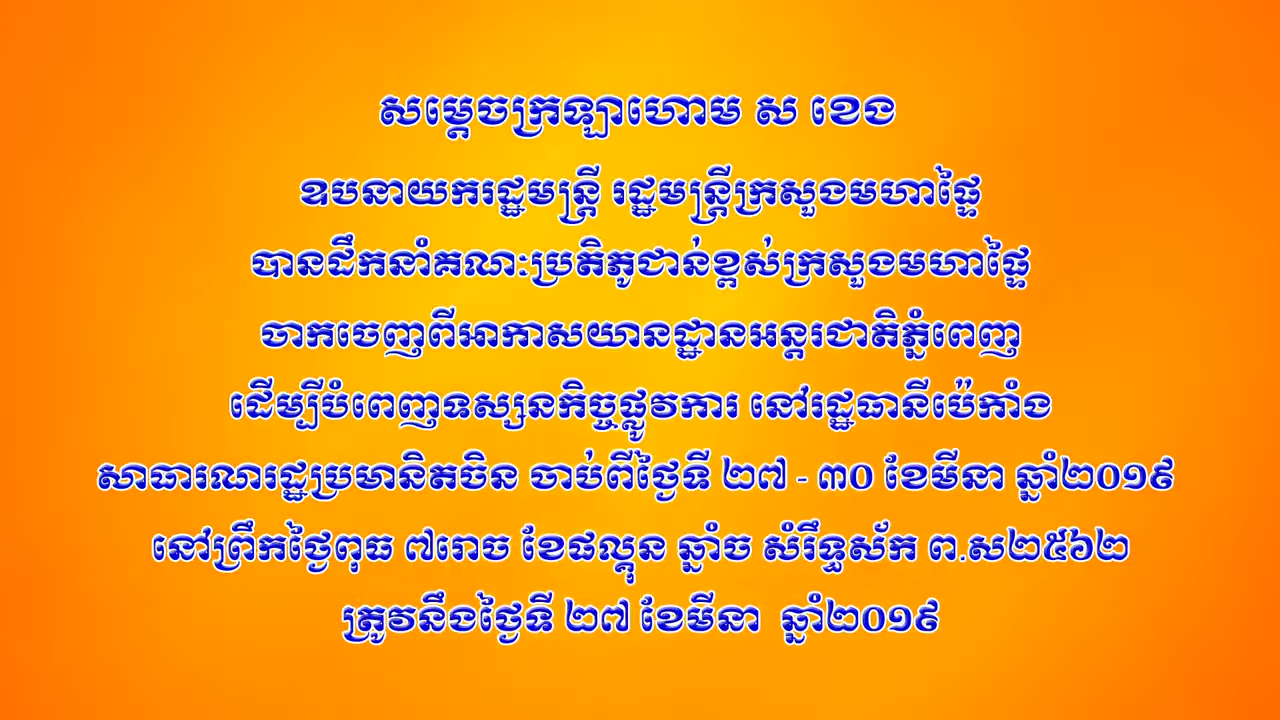 សម្តេចក្រឡាហោម ស ខេង
ឧបនាយករដ្ឋមន្ត្រី រដ្ឋមន្ត្រីក្រសួងមហាផ្ទៃ
បានដឹកនាំគណៈប្រតិភូជាន់ខ្ពស់ក្រសួងមហាផ្ទៃ
ចាកចេញពីអាកាសយានដ្ឋានអន្តរជាតិភ្នំពេញ
ដើម្បីបំពេញទស្សនកិច្ចផ្លូវការ នៅរដ្ឋធានីប៉េកាំង
សាធារណរដ្ឋប្រមានិតចិន ចាប់ពីថ្ងៃទី ២៧ - ៣០ ខែមីនា ឆ្នាំ២០១៩
នៅព្រឹកថ្ងៃពុធ ៧រោច ខែផល្គុន ឆ្នាំច សំរឹទ្ធស័ក ព.ស២៥៦២
ត្រូវនឹងថ្ងៃទី ២៧ ខែមីនា ឆ្នាំ២០១៩